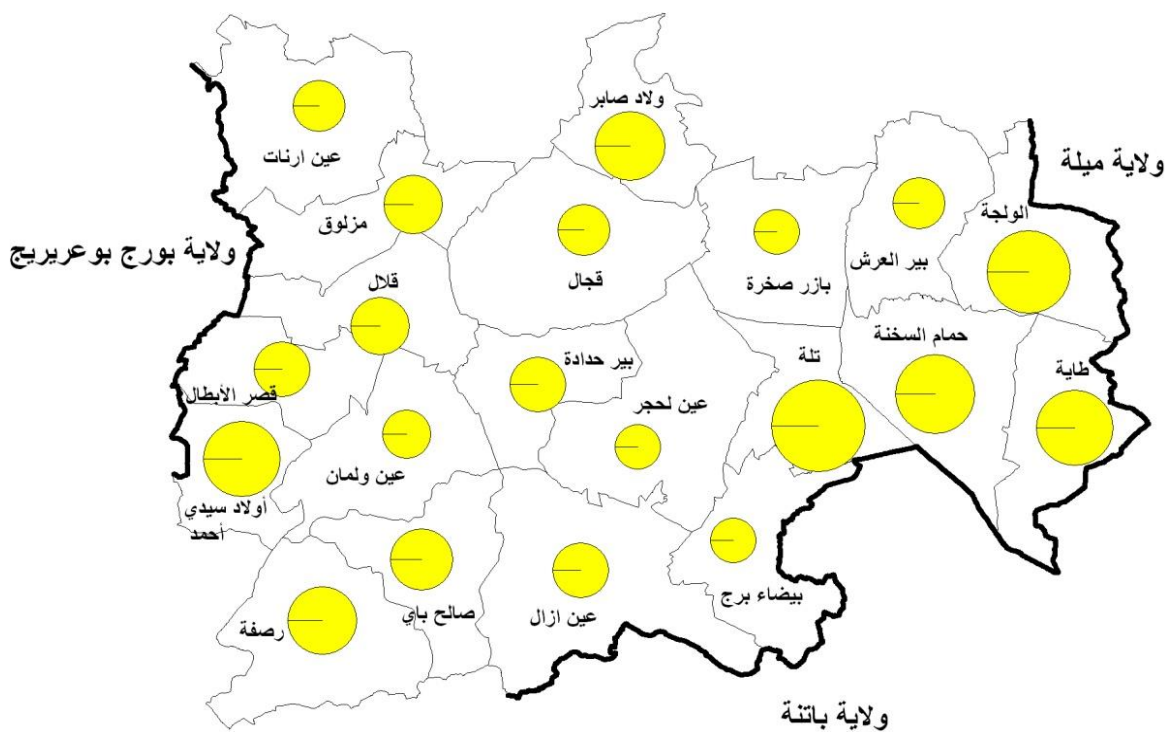 ولاد صابر
عين ارنات
ولاية ميلة
الولجة
مزلوق
ولاية بورج بوعريريج
بير العرش
بازر صخرة
قجال
قلال
حمام السخنة
تلة
بير حدادة
طاية
قصر الأبطال
عين لحجر
عين ولمان
أولاد سيدي
أحمد
بيضاء برج
صالح باي
عين ازال
رصفة
ولاية باتنة